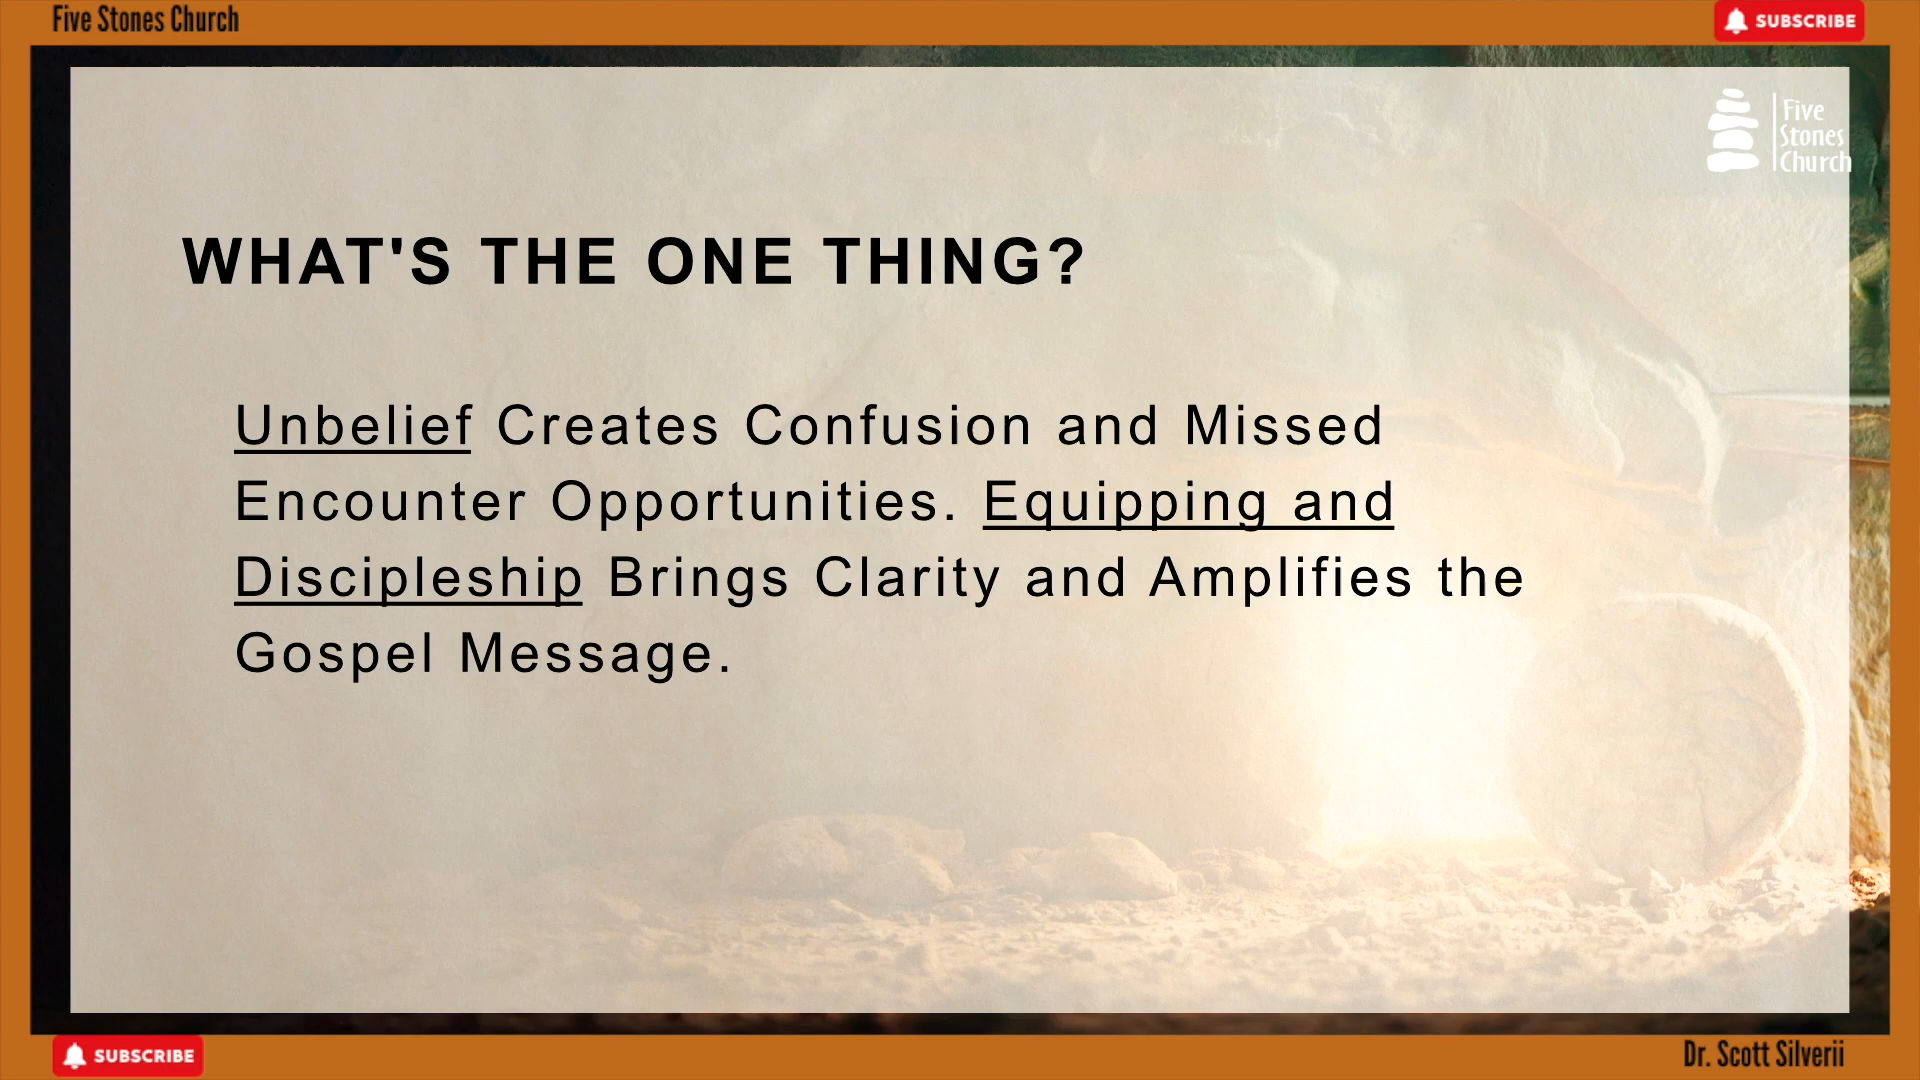 Five Stones Church
SUBSCRIBE
Five
Stones
Church
WHAT'S THE ONE THING?
Unbelief Creates Confusion and Missed
Encounter Opportunities. Equipping and
Discipleship Brings Clarity and Amplifies the
Gospel Message.
SUBSCRIBE
Dr. Scott Silverii